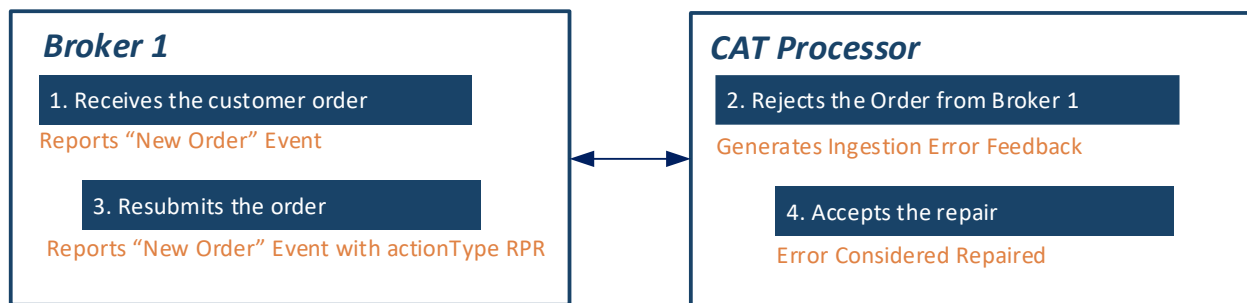 Broker 1
1. Receives the customer order
Reports “New Order” Event
3. Resubmits the order
Reports “New Order” Event with actionType RPR
CAT Processor
2. Rejects the Order from Broker 1
Generates Ingestion Error Feedback
4. Accepts the repair
Error Considered Repaired